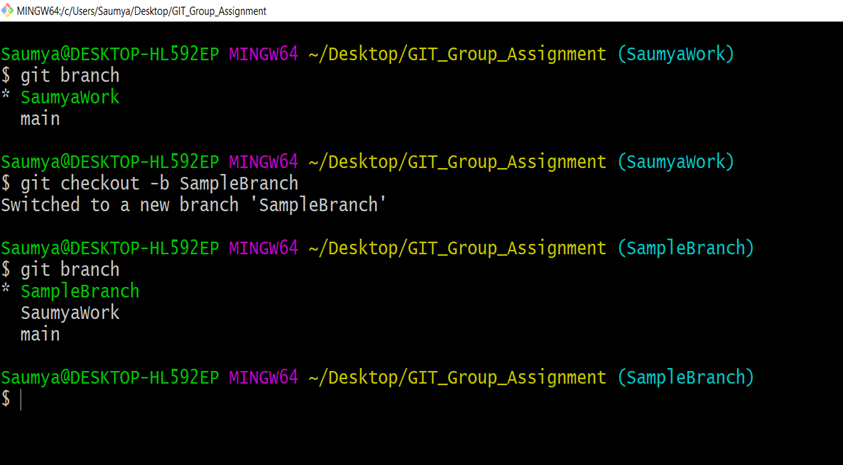 MINGW64:/c/Users/Saumya/Desktop/GIT_Group_Assignment
Saumya@DESKTOP-HL592EP MINGW64 ~/Desktop/GIT_Group_Assignment (SaumyaWork)
$ git branch
* SaumyaWork
  main
Saumya@DESKTOP-HL592EP MINGW64 ~/Desktop/GIT_Group_Assignment (SaumyaWork)
$ git checkout -b SampleBranch
Switched to a new branch 'SampleBranch'
Saumya@DESKTOP-HL592EP MINGW64 ~/Desktop/GIT_Group_Assignment (SampleBranch)
$ git branch
* SampleBranch
  SaumyaWork
  main
Saumya@DESKTOP-HL592EP MINGW64 ~/Desktop/GIT_Group_Assignment (SampleBranch)
$